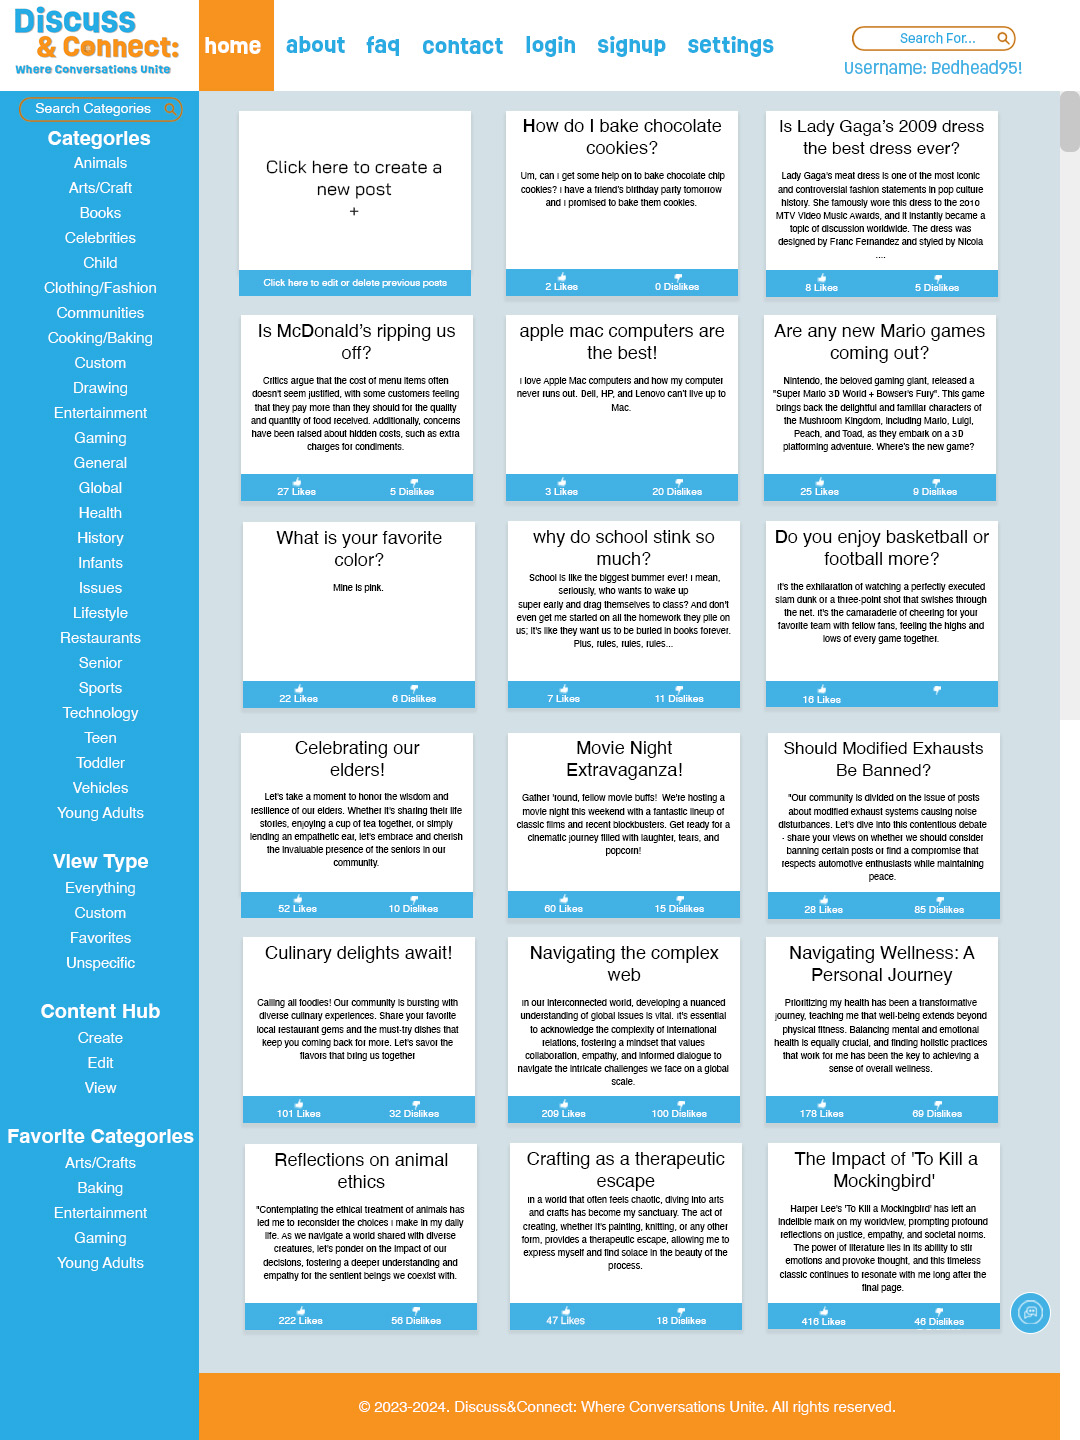 Discuss
& Connect:
Where Conversations Unite
home about faq contact login signup settings
Search For...
Username: Bedhead95!
Search Categories
Categories
Animals
Arts/Craft
Books
Celebrities
Child
Clothing/Fashion
Communities
Cooking/Baking
Custom
Drawing
Entertainment
Gaming
General
Global
Health
History
Infants
Issues
Lifestyle
Restaurants
Senior
Sports
Technology
Teen
Toddler
Vehicles
Young Adults
View Type
Everything
Custom
Favorites
Unspecific
Content Hub
Create
Edit
View
Favorite Categories
Arts/Crafts
Baking
Entertainment
Gaming
Young Adults
Click here to create a
new post
+
Click here to edit or delete previous posts
How do I bake chocolate
cookies?
Um, can i get some help on to bake chocolate chip
cookies? I have a friend's birthday party tomorrow
and i promised to bake them cookies.
2 Likes 0 Dislikes
Is Lady Gaga's 2009 dress
the best dress ever?
Lady Gaga's meat dress is one of the most iconic
and controversial fashion statements in pop culture
history. She famously wore this dress to the 2010
MTV Video Music Awards, and it instantly became a
topic of discussion worldwide. The dress was
designed by Franc Fernandez and styled by Nicola
....
8 Likes 5 Dislikes
Is McDonald's ripping us
off?
Critics argue that the cost of menu items often
doesn't seem justified, with some customers feeling
that they pay more than they should for the quality
and quantity of food received. Additionally, concerns
have been raised about hidden costs, such as extra
charges for condiments.
27 Likes 5 Dislikes
apple mac computers are
the best!
i love Apple Mac computers and how my computer
never runs out. Dell, HP, and Lenovo can't live up to
Mac.
3 Likes 20 Dislikes
Are any new Mario games
coming out?
Nintendo, the beloved gaming giant, released a
"Super Mario 3D World + Bowser's Fury". This game
brings back the delightful and familiar characters of
the Mushroom Kingdom, including Mario, Luigi,
Peach, and Toad, as they embark on a 3D
platforming adventure. Where's the new game?
25 Likes 9 Dislikes
What is your favorite
color?
Mine is pink.
22 Likes 6 Dislikes
why do school stink so
much?
School is like the biggest bummer ever! I mean,
seriously, who wants to wake up
super early and drag themselves to class? And don't
even get me started on all the homework they pile on
us; it's like they want us to be buried in books forever.
Plus, rules, rules, rules...
7 Likes 11 Dislikes
Do you enjoy basketball or
football more?
it's the exhilaration of watching a perfectly executed
slam dunk or a three-point shot that swishes through
the net. It's the camaraderie of cheering for your
favorite team with fellow fans, feeling the highs and
lows of every game together.
16 Likes
Celebrating our
elders!
Let's take a moment to honor the wisdom and
resilience of our elders. Whether it's sharing their life
stories, enjoying a cup of tea together, or simply
lending an empathetic ear, let's embrace and cherish
the invaluable presence of the seniors in our
community.
52 Likes 10 Dislikes
Movie Night
Extravaganza!
Gather 'round, fellow movie buffs! We're hosting a
movie night this weekend with a fantastic lineup of
classic films and recent blockbusters. Get ready for a
cinematic journey filled with laughter, tears, and
popcorn!
60 Likes 15 Dislikes
Should Modified Exhausts
Be Banned?
"Our community is divided on the issue of posts
about modified exhaust systems causing noise
disturbances. Let's dive into this contentious debate
- share your views on whether we should consider
banning certain posts or find a compromise that
respects automotive enthusiasts while maintaining
peace.
28 Likes 85 Dislikes
Culinary delights await!
Calling all foodies! Our community is bursting with
diverse culinary experiences. Share your favorite
local restaurant gems and the must-try dishes that
keep you coming back for more. Let's savor the
flavors that bring us together
101 Likes 32 Dislikes
Navigating the complex
web
in our interconnected world, developing a nuanced
understanding of global issues is vital. it's essential
to acknowledge the complexity of international
relations, fostering a mindset that values
collaboration, empathy, and informed dialogue to
navigate the intricate challenges we face on a global
scale.
209 Likes 100 Dislikes
Navigating Wellness: A
Personal Journey
Prioritizing my health has been a transformative
journey, teaching me that well-being extends beyond
physical fitness. Balancing mental and emotional
health is equally crucial, and finding holistic practices
that work for me has been the key to achieving a
sense of overall wellness.
178 Likes 69 Dislikes
Reflections on animal
ethics
"Contemplating the ethical treatment of animals has
led me to reconsider the choices i make in my daily
life. As we navigate a world shared with diverse
creatures, let's ponder on the impact of our
decisions, fostering a deeper understanding and
empathy for the sentient beings we coexist with.
222 Likes 56 Dislikes
Crafting as a therapeutic
escape
in a world that often feels chaotic, diving into arts
and crafts has become my sanctuary. The act of
creating, whether it's painting, knitting, or any other
form, provides a therapeutic escape, allowing me to
express myself and find solace in the beauty of the
process.
47 Likes 18 Dislikes
The Impact of 'To Kill a
Mockingbird'
Harper Lee's 'To Kill a Mockingbird' has left an
indelible mark on my worldview, prompting profound
reflections on justice, empathy, and societal norms.
The power of literature lies in its ability to stir
emotions and provoke thought, and this timeless
classic continues to resonate with me long after the
final page.
416 Likes 46 Dislikes
© 2023-2024. Discuss&Connect: Where Conversations Unite. All rights reserved.